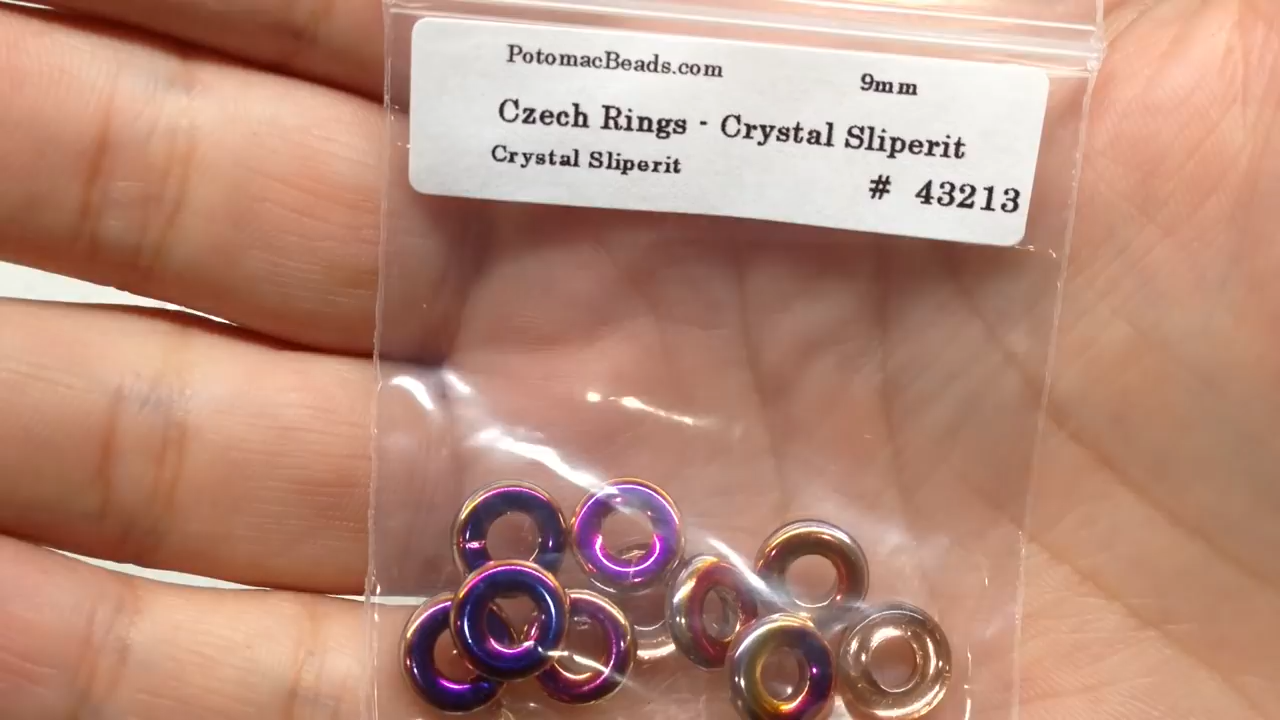 PotomacBeads.com 9mm
Czech Rings - Crystal Sliperit
Crystal Sliperit
# 43213